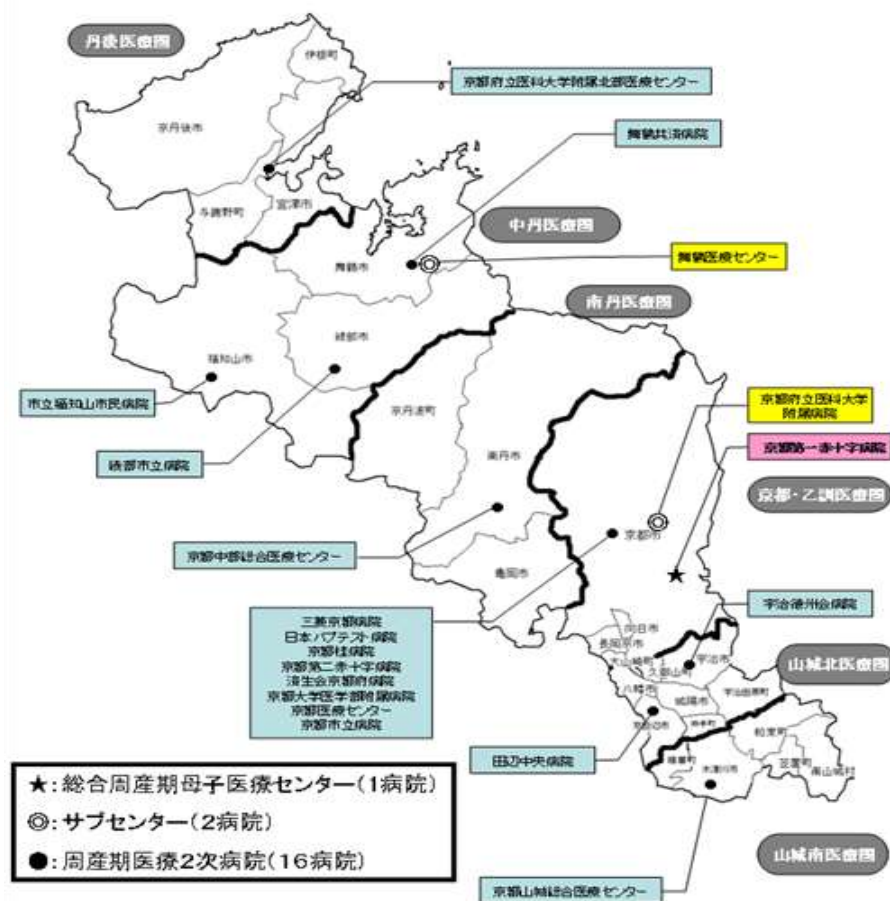 丹後医療圏
伊根町
京都府立医科大学附属北部医療センター
京丹後市
舞鶴共済病院
与謝野町
宮津市
中丹医療圏
舞鶴市
舞鶴医療センター
南丹医療圏
綾部市
福知山市
市立福知山市民病院
京丹波町
京都府立医科大学
附属病院
京都第一赤十字病院
綾部市立病院
南丹市
京都・乙訓医療圏
京都市
京都中部総合医療センター
亀岡市
宇治徳州会病院
三菱京都病院
日本バプテスト病院
京都桂病院
京都第二赤十字病院
済生会京都府病院
京都大学医学部附属病院
京都医療センター
京都市立病院
向日市
長岡京市
大山崎町
久御山町
宇治市
山城北医療圏
八幡市
城陽市
宇治田原町
京田辺市
井手町
和束町
田辺中央病院
精華町
木津川市
笠置町
南山城村
★:総合周産期母子医療センター(1病院)
◎:サブセンター(2病院)
●:周産期医療2次病院(16病院)
山城南医療圏
京都山城総合医療センター